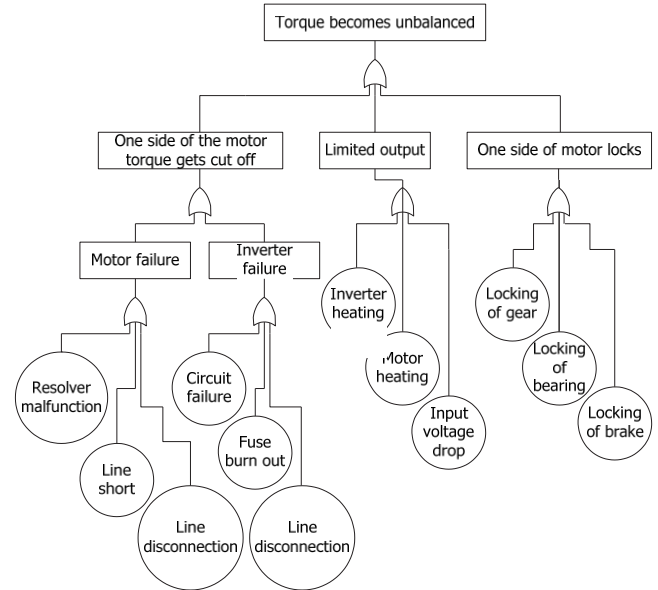 Torque becomes unbalanced
One side of the motor
torque gets cut off
Limited output
One side of motor locks
Motor failure
Inverter
failure
Inverter
heating
Locking
of gear
Motor
heating
Locking
of
bearing
Resolver
malfunction
Circuit
failure
Input
voltage
drop
Locking
of brake
Fuse
burn out
Line
short
Line
disconnection
Line
disconnection